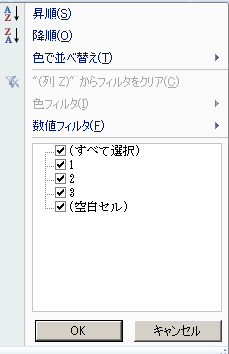 昇順(S)
降順(O)
色で並べ替え(T)
"(列 Z)" からフィルタをクリア(C)
色フィルタ(I)
数値フィルタ(F)
(すべて選択)
1
2
3
(空白セル)
OK キャンセル